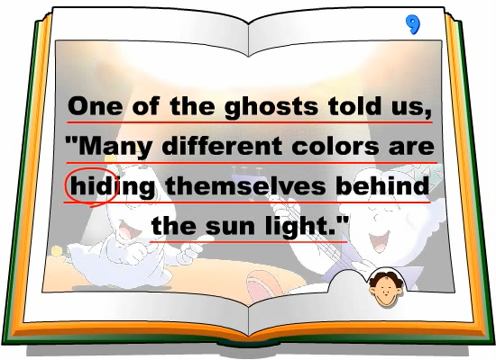 9
One of the ghosts told us,
"Many different colors are
hiding themselves behind
the sun light."